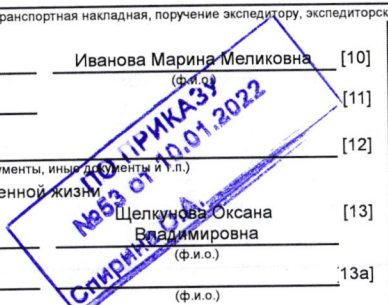 ранспортная накладная, поручение экспедитору, экспедиторск
Иванова Марина Меликовна [10]
(ф.и.о.)
[11]
[12]
ументы, иные документы и т.п.)
енной жизни
Щелкунова Оксана [13]
Владимировна
(ф.и.о.)
[13а]
(ф.и.о.)
ПО ПРИКАЗУ
№53 от 10.01.2022
Спирина О.А.